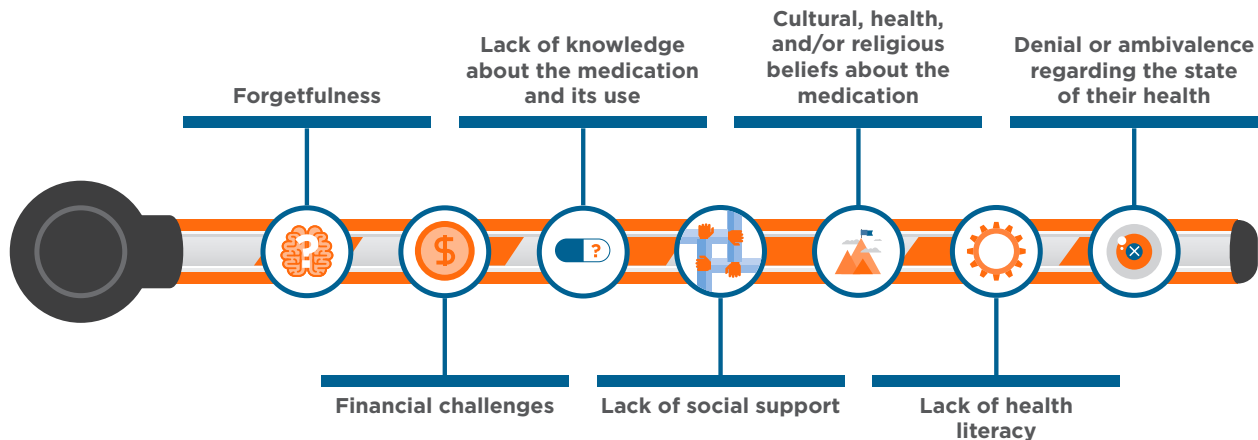 Forgetfulness
Lack of knowledge
about the medication
and its use
Cultural, health,
and/or religious
beliefs about the
medication
Denial or ambivalence
regarding the state
of their health
?
$
?
Financial challenges
Lack of social support
Lack of health
literacy